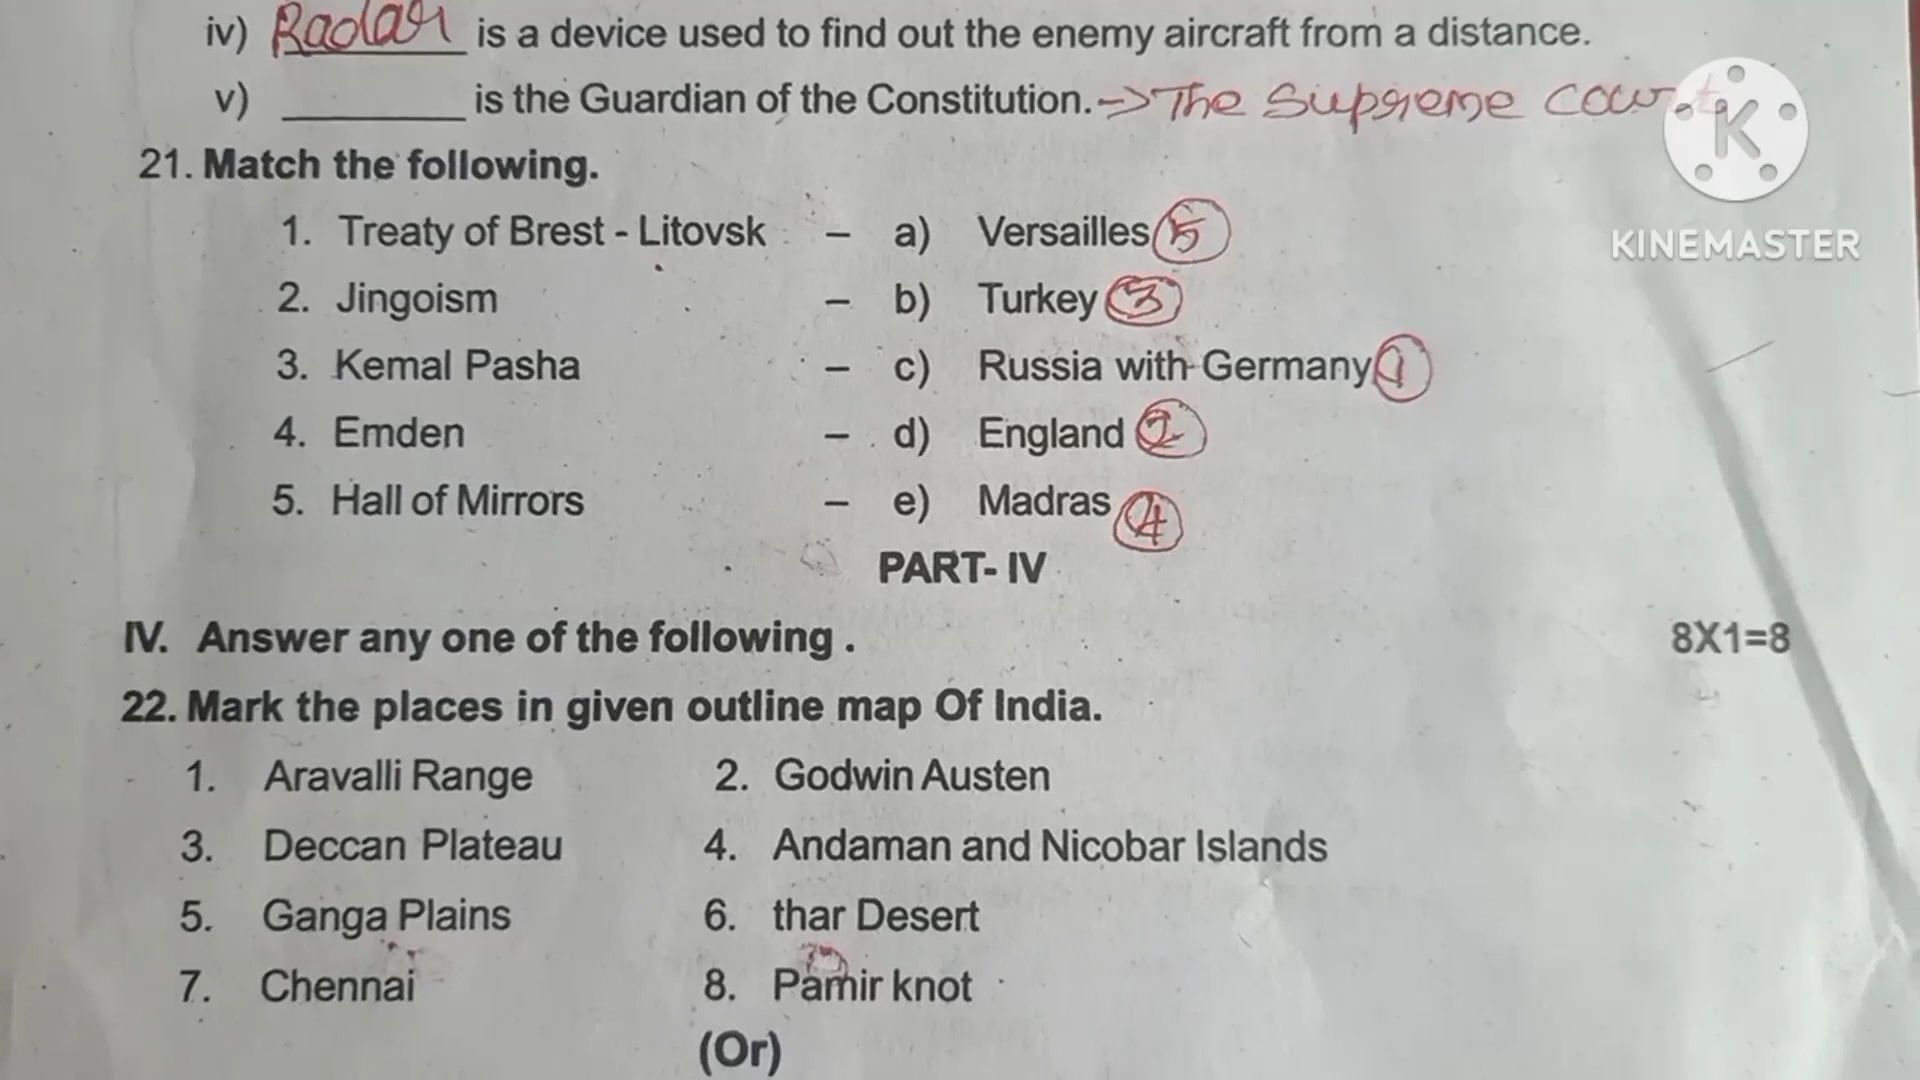 iv) Radar is a device used to find out the enemy aircraft from a distance.
v) ________ is the Guardian of the Constitution. -> The Supreme court
K
KINEMASTER
21. Match the following.
1. Treaty of Brest - Litovsk - a) Versailles 5
2. Jingoism - b) Turkey 3
3. Kemal Pasha - c) Russia with Germany 1
4. Emden - d) England 2
5. Hall of Mirrors - e) Madras 4
PART- IV
IV. Answer any one of the following . 8X1=8
22. Mark the places in given outline map Of India.
1. Aravalli Range 2. Godwin Austen
3. Deccan Plateau 4. Andaman and Nicobar Islands
5. Ganga Plains 6. thar Desert
7. Chennai 8. Pamir knot
(Or)